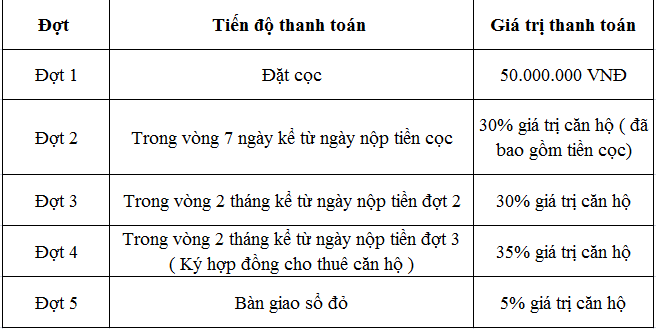 Đợt
Tiến độ thanh toán
Giá trị thanh toán
Đợt 1
Đặt cọc
50.000.000 VNĐ
Đợt 2
Trong vòng 7 ngày kể từ ngày nộp tiền cọc
30% giá trị căn hộ ( đã
bao gồm tiền cọc)
Đợt 3
Trong vòng 2 tháng kể từ ngày nộp tiền đợt 2
30% giá trị căn hộ
Đợt 4
Trong vòng 2 tháng kể từ ngày nộp tiền đợt 3
( Ký hợp đồng cho thuê căn hộ )
35% giá trị căn hộ
Đợt 5
Bàn giao sổ đỏ
5% giá trị căn hộ